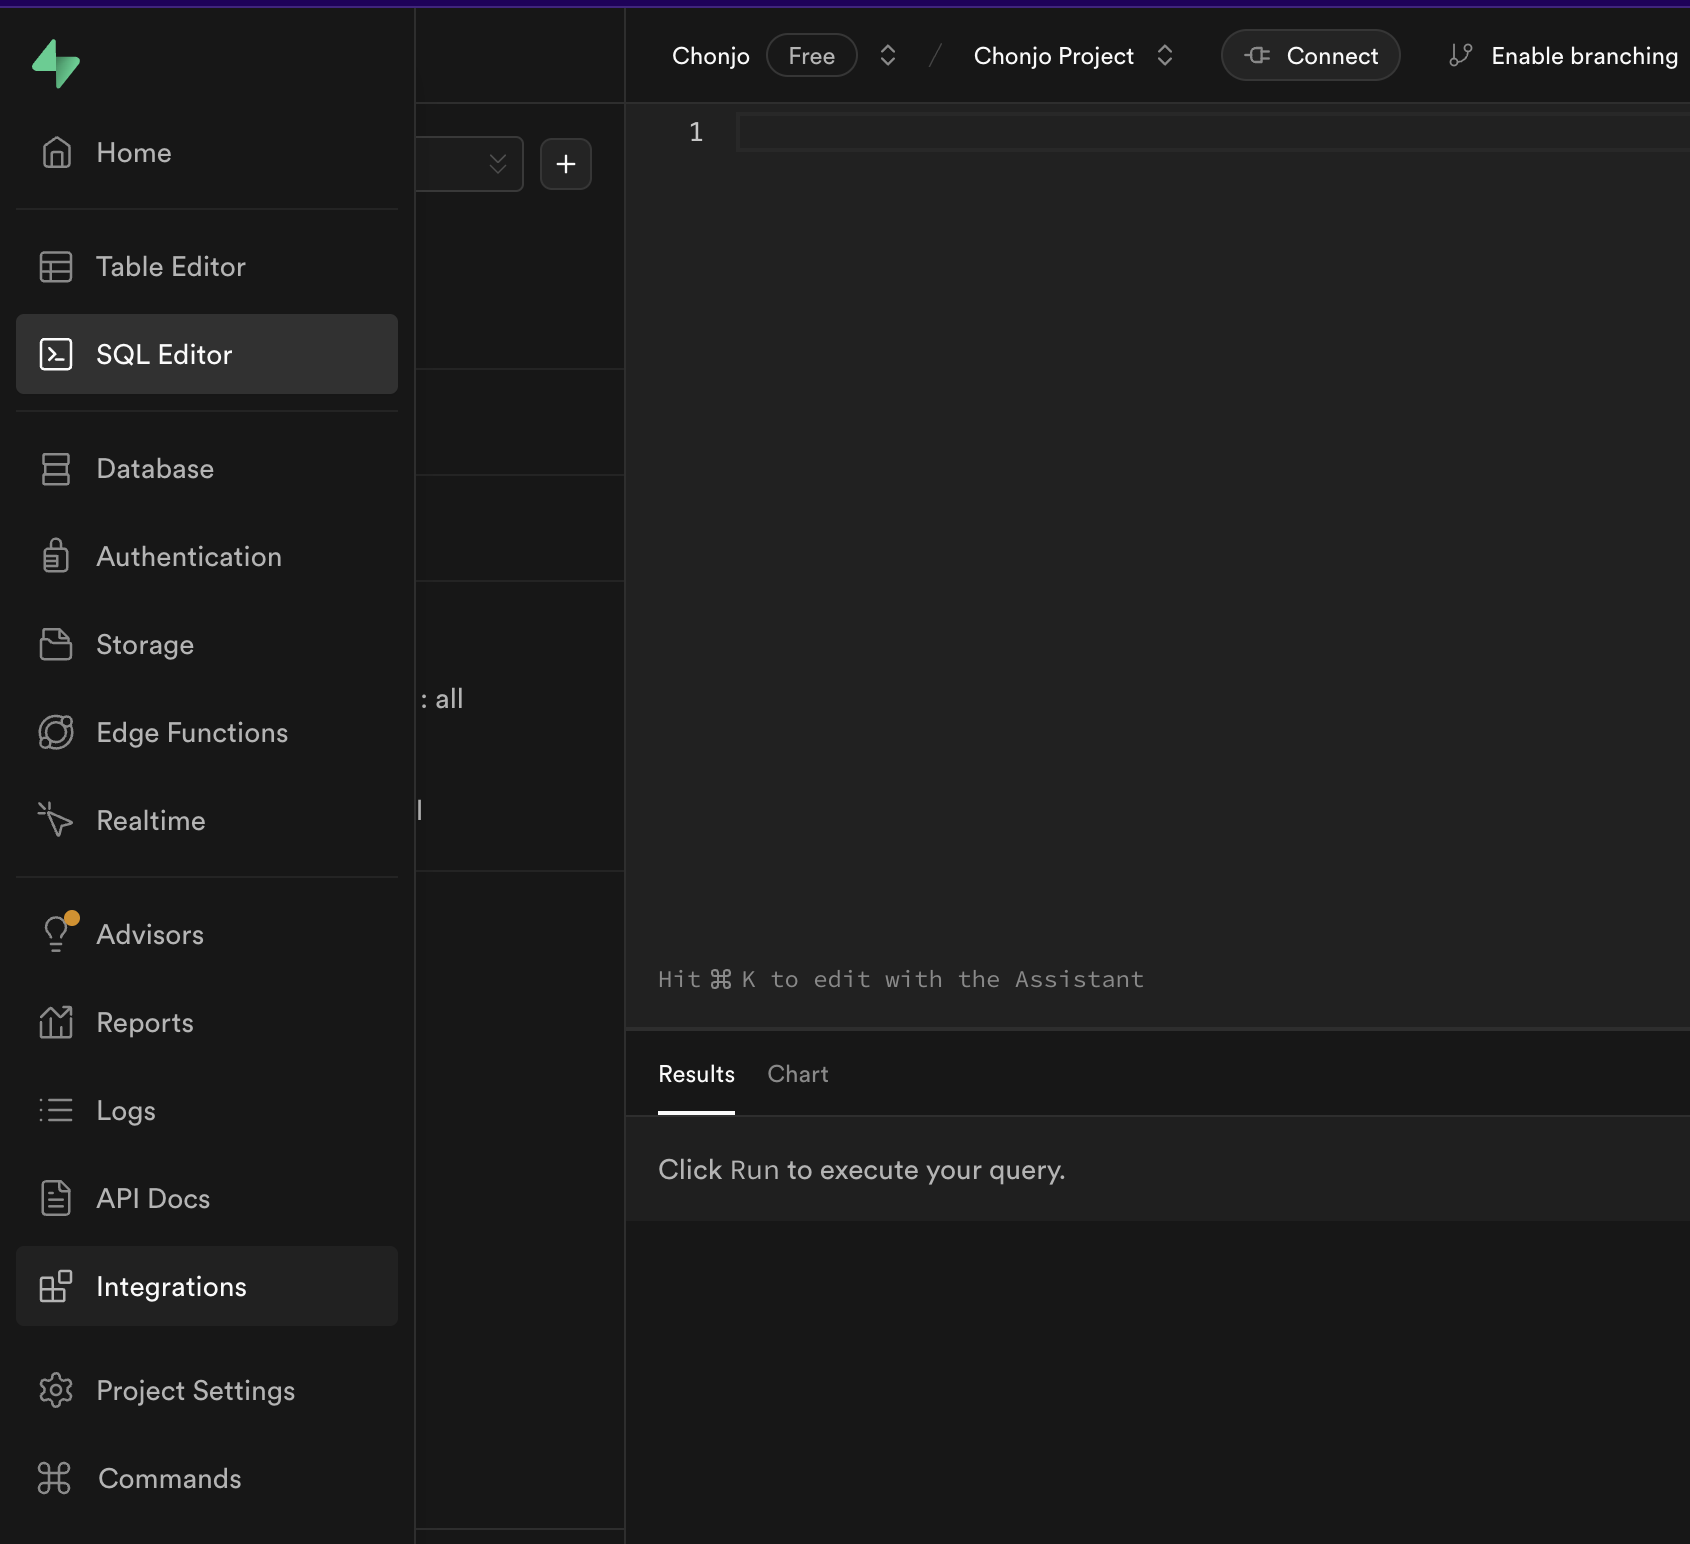 Home
Table Editor
SQL Editor
Database
Authentication
Storage
Edge Functions
Realtime
Advisors
Reports
Logs
API Docs
Integrations
Project Settings
Commands
: all
Chonjo Free / Chonjo Project Connect Enable branching
1
Hit ⌘ K to edit with the Assistant
Results Chart
Click Run to execute your query.